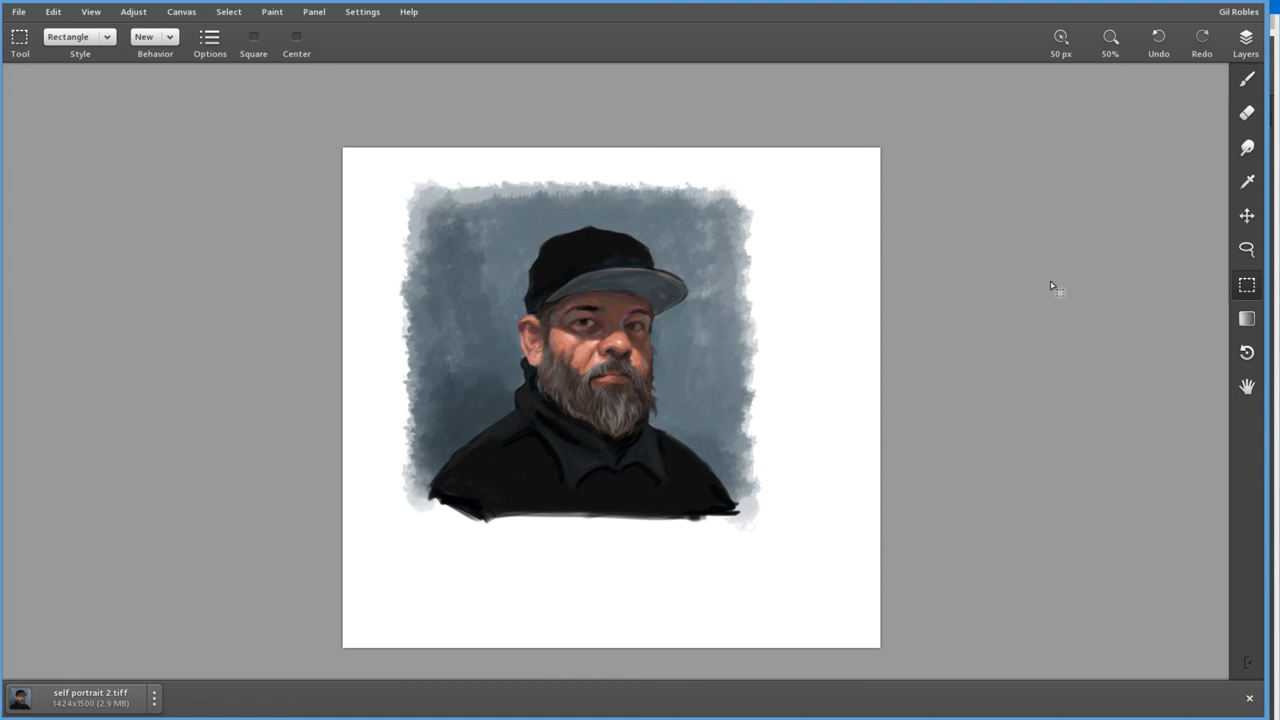 File Edit View Adjust Canvas Select Paint Panel Settings Help Gil Robles
Rectangle New
Tool Style Behavior Options Square Center 50 px 50% Undo Redo Layers
self portrait 2.tiff
1424x1500 (2.9 MB)